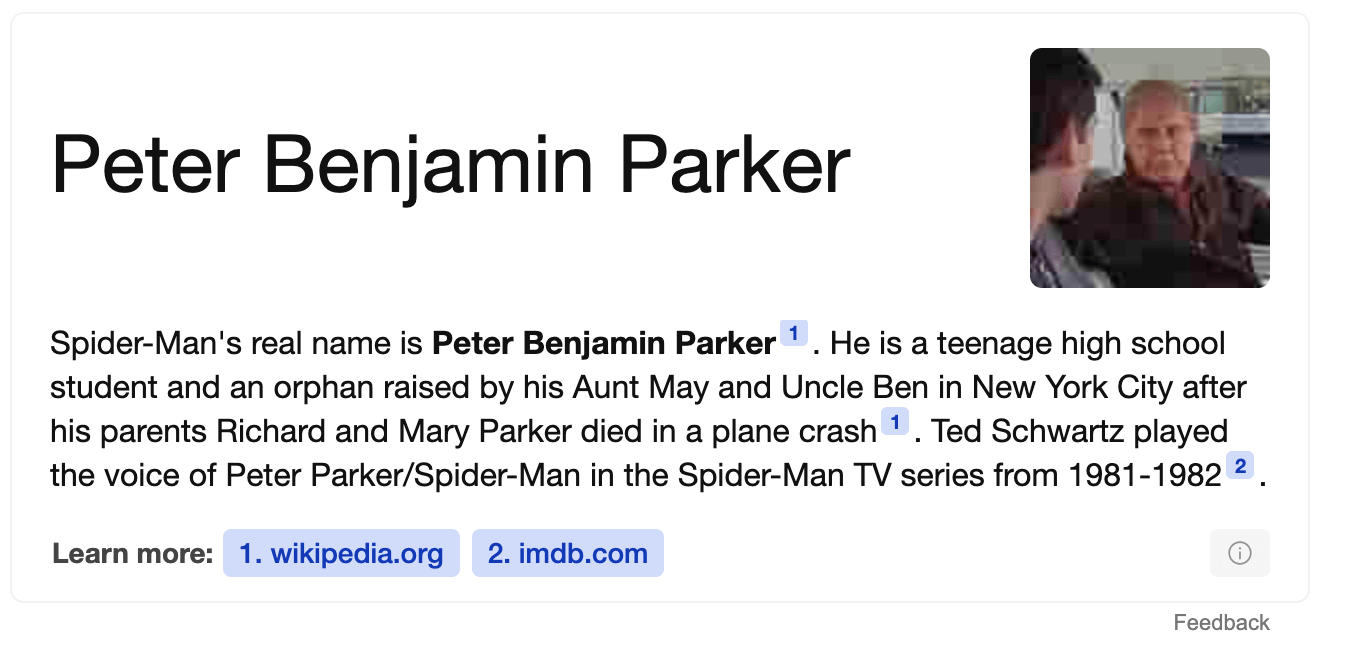 Peter Benjamin Parker
Spider-Man's real name is Peter Benjamin Parker 1 . He is a teenage high school
student and an orphan raised by his Aunt May and Uncle Ben in New York City after
his parents Richard and Mary Parker died in a plane crash 1 . Ted Schwartz played
the voice of Peter Parker/Spider-Man in the Spider-Man TV series from 1981-1982 2 .
Learn more: 1. wikipedia.org 2. imdb.com
Feedback